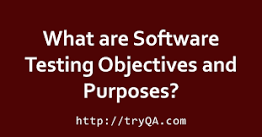 What are Software
Testing Objectives and
Purposes?
http://tryQA.com